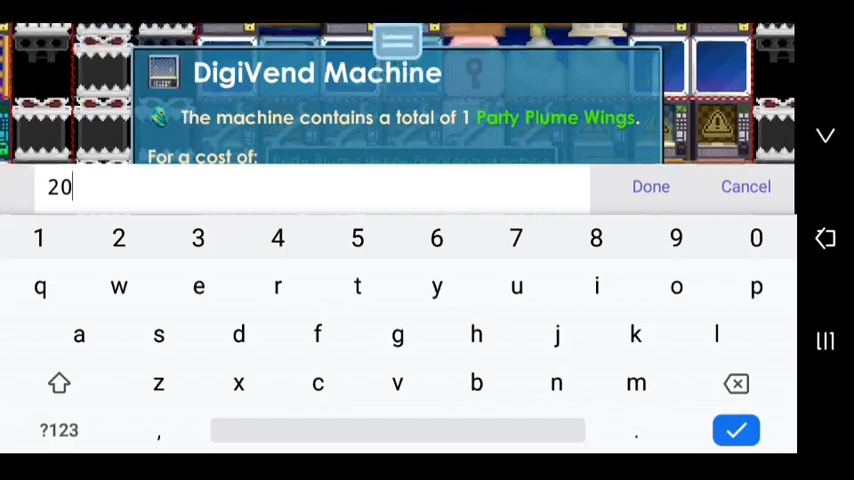 DigiVend Machine
The machine contains a total of 1 Party Plume Wings.
For a cost of:
20
Done
Cancel
1 2 3 4 5 6 7 8 9 0
q w e r t y u i o p
a s d f g h j k l
z x c v b n m
?123 , .